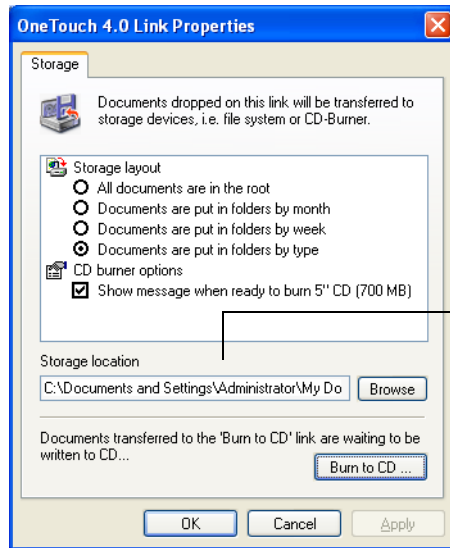 OneTouch 4.0 Link Properties
Storage
Documents dropped on this link will be transferred to
storage devices, i.e. file system or CD-Burner.
Storage layout
All documents are in the root
Documents are put in folders by month
Documents are put in folders by week
Documents are put in folders by type
CD burner options
Show message when ready to burn 5" CD (700 MB)
Storage location
C:\Documents and Settings\Administrator\My Do
Browse
Documents transferred to the 'Burn to CD' link are waiting to be
written to CD...
Burn to CD ...
OK
Cancel
Apply